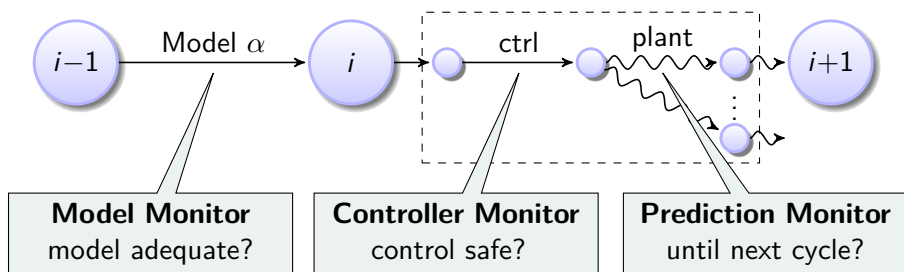 Model α
ctrl
plant
i−1
i
i+1
⋮
Model Monitor
model adequate?
Controller Monitor
control safe?
Prediction Monitor
until next cycle?